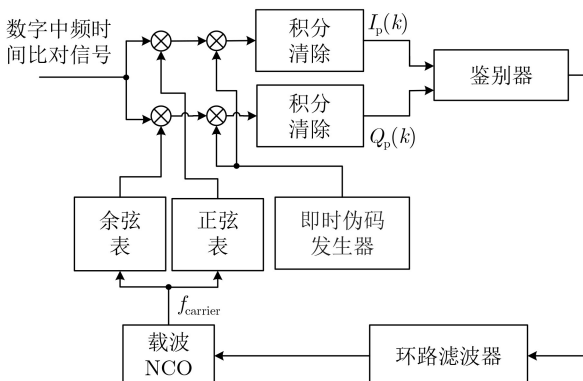 数字中频时
间比对信号
积分
清除
I_p(k)
鉴别器
积分
清除
Q_p(k)
余弦
表
正弦
表
即时伪码
发生器
f_carrier
载波
NCO
环路滤波器